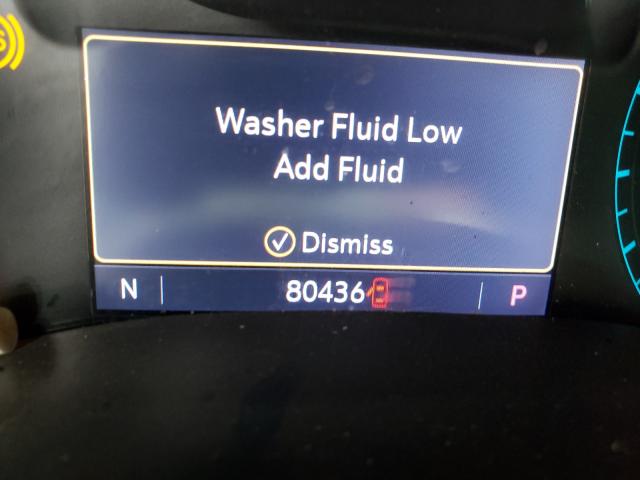 Washer Fluid Low
Add Fluid
Dismiss
N 80436 P